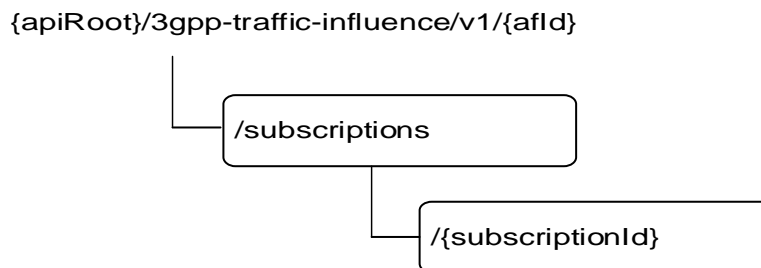 {apiRoot}/3gpp-traffic-influence/v1/{afId}
/subscriptions
/{subscriptionId}